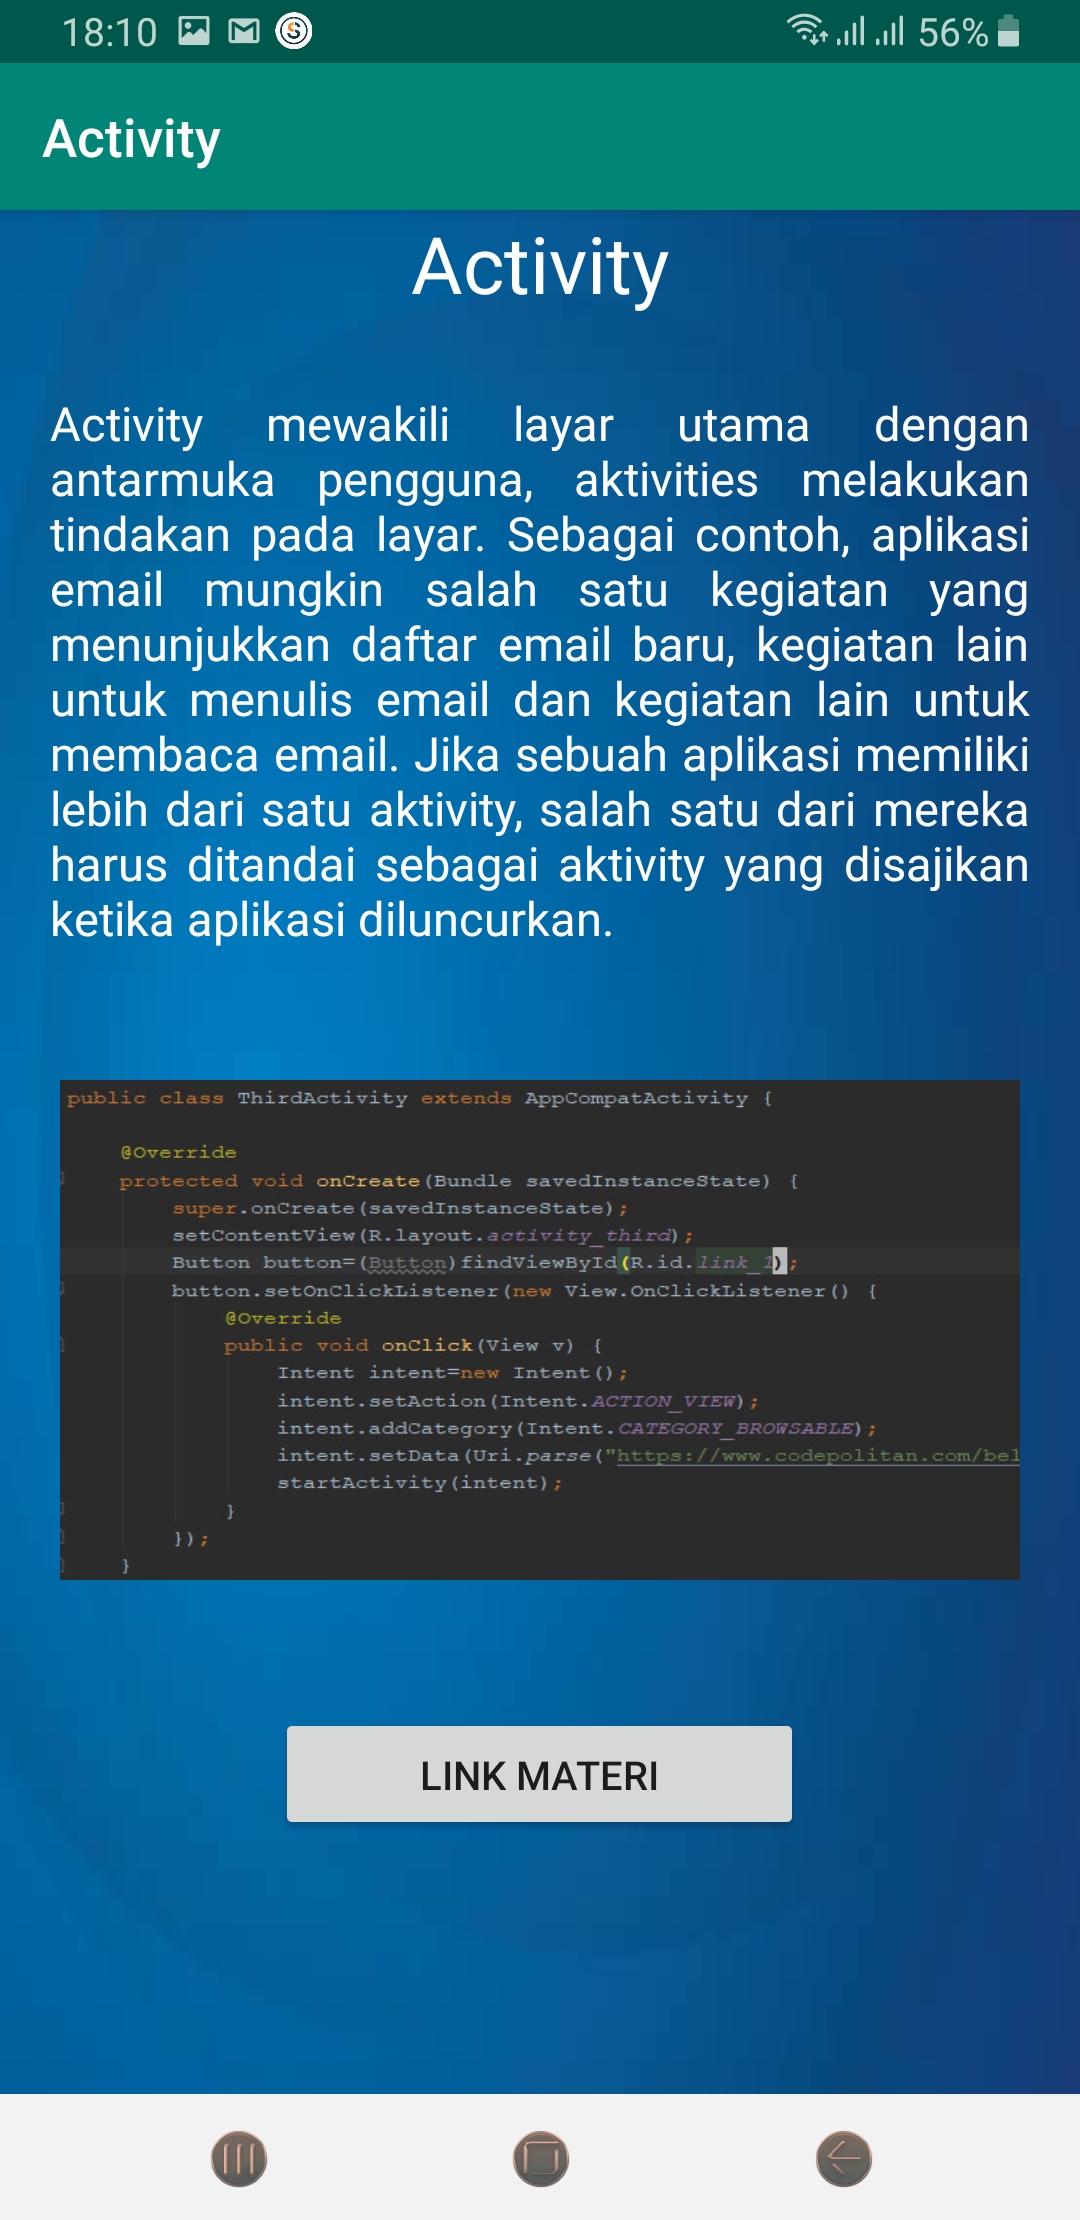 18:10 56%
Activity
Activity
Activity mewakili layar utama dengan
antarmuka pengguna, aktivities melakukan
tindakan pada layar. Sebagai contoh, aplikasi
email mungkin salah satu kegiatan yang
menunjukkan daftar email baru, kegiatan lain
untuk menulis email dan kegiatan lain untuk
membaca email. Jika sebuah aplikasi memiliki
lebih dari satu aktivity, salah satu dari mereka
harus ditandai sebagai aktivity yang disajikan
ketika aplikasi diluncurkan.
public class ThirdActivity extends AppCompatActivity {
@Override
protected void onCreate(Bundle savedInstanceState) {
super.onCreate(savedInstanceState);
setContentView(R.layout.activity_third);
Button button=(Button)findViewById(R.id.link_1);
button.setOnClickListener(new View.OnClickListener() {
@Override
public void onClick(View v) {
Intent intent=new Intent();
intent.setAction(Intent.ACTION_VIEW);
intent.addCategory(Intent.CATEGORY_BROWSABLE);
intent.setData(Uri.parse("https://www.codepolitan.com/bel
startActivity(intent);
}
});
}
LINK MATERI